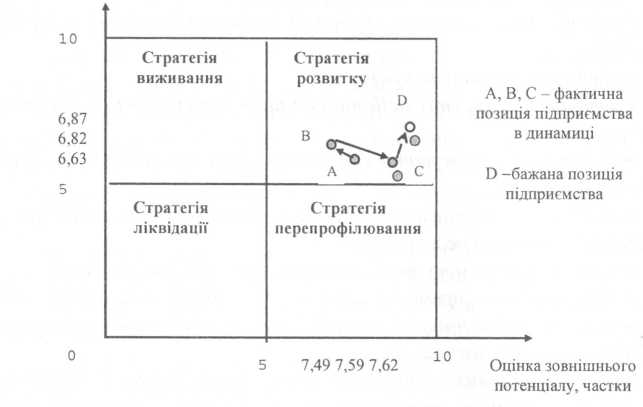 10
Стратегія
виживання
Стратегія
розвитку
D
A, B, C – фактична
позиція підприємства
в динамиці
6,87
6,82
6,63
B
A
C
D –бажана позиція
підприємства
5
Стратегія
ліквідації
Стратегія
перепрофілювання
0
5
7,49 7,59 7,62
10
Оцінка зовнішнього
потенціалу, частки